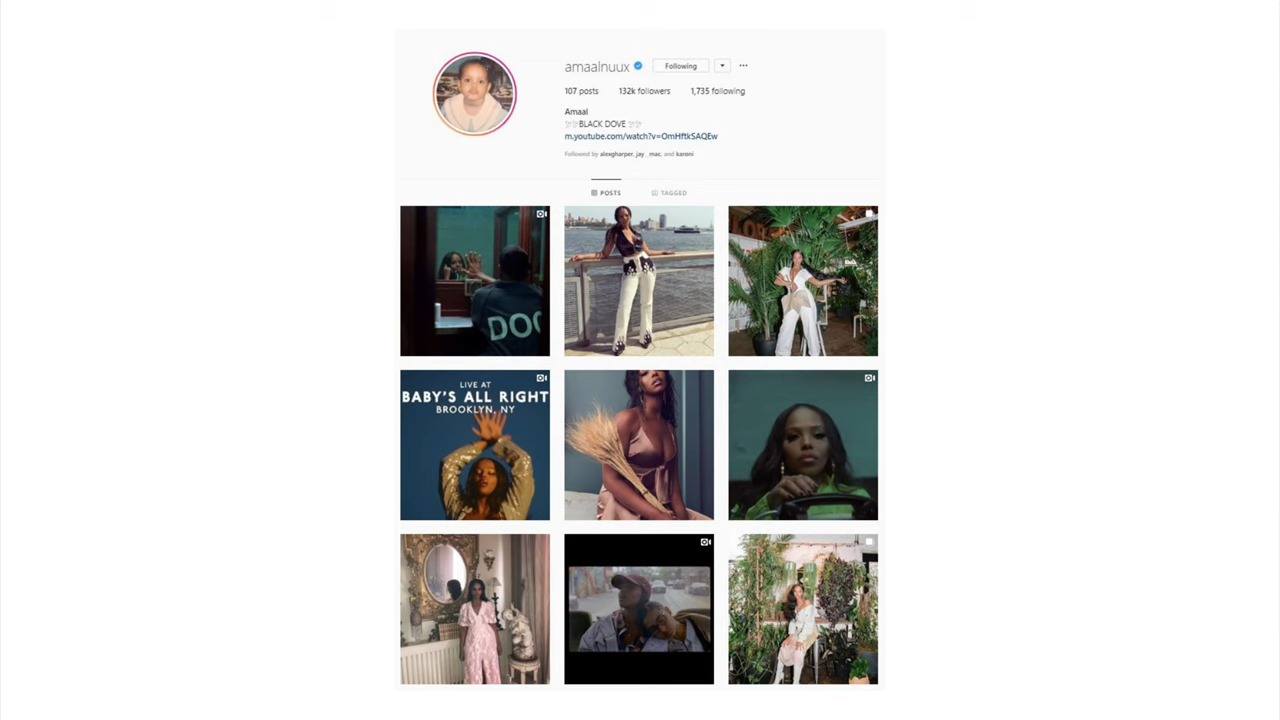 amaalnuux Following
107 posts 132k followers 1,735 following
Amaal
BLACK DOVE
m.youtube.com/watch?v=OmHftkSAQEw
Followed by alexgharper, jay_mac, and karoni
POSTS TAGGED
DOC
LIVE AT
BABY'S ALL RIGHT
BROOKLYN, NY